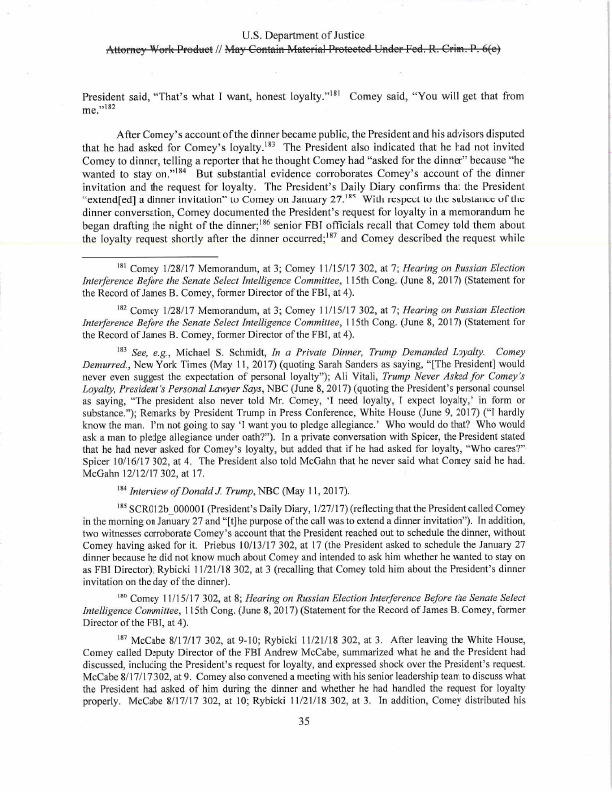 U.S. Department of Justice
Attorney Work Product // May Contain Material Protected Under Fed. R. Crim. P. 6(e)
President said, “That’s what I want, honest loyalty.”181 Comey said, “You will get that from
me.”182
After Comey’s account of the dinner became public, the President and his advisors disputed
that he had asked for Comey’s loyalty.183 The President also indicated that he had not invited
Comey to dinner, telling a reporter that he thought Comey had “asked for the dinner” because “he
wanted to stay on.”184 But substantial evidence corroborates Comey’s account of the dinner
invitation and the request for loyalty. The President’s Daily Diary confirms that the President
“extend[ed] a dinner invitation” to Comey on January 27.185 With respect to the substance of the
dinner conversation, Comey documented the President’s request for loyalty in a memorandum he
began drafting the night of the dinner;186 senior FBI officials recall that Comey told them about
the loyalty request shortly after the dinner occurred;187 and Comey described the request while
181 Comey 1/28/17 Memorandum, at 3; Comey 11/15/17 302, at 7; Hearing on Russian Election
Interference Before the Senate Select Intelligence Committee, 115th Cong. (June 8, 2017) (Statement for
the Record of James B. Comey, former Director of the FBI, at 4).
182 Comey 1/28/17 Memorandum, at 3; Comey 11/15/17 302, at 7; Hearing on Russian Election
Interference Before the Senate Select Intelligence Committee, 115th Cong. (June 8, 2017) (Statement for
the Record of James B. Comey, former Director of the FBI, at 4).
183 See, e.g., Michael S. Schmidt, In a Private Dinner, Trump Demanded Loyalty. Comey
Demurred., New York Times (May 11, 2017) (quoting Sarah Sanders as saying, “[The President] would
never even suggest the expectation of personal loyalty”); Ali Vitali, Trump Never Asked for Comey’s
Loyalty, President’s Personal Lawyer Says, NBC (June 8, 2017) (quoting the President’s personal counsel
as saying, “The president also never told Mr. Comey, ‘I need loyalty, I expect loyalty,’ in form or
substance.”); Remarks by President Trump in Press Conference, White House (June 9, 2017) (“I hardly
know the man. I’m not going to say ‘I want you to pledge allegiance.’ Who would do that? Who would
ask a man to pledge allegiance under oath?”). In a private conversation with Spicer, the President stated
that he had never asked for Comey’s loyalty, but added that if he had asked for loyalty, “Who cares?”
Spicer 10/16/17 302, at 4. The President also told McGahn that he never said what Comey said he had.
McGahn 12/12/17 302, at 17.
184 Interview of Donald J. Trump, NBC (May 11, 2017).
185 SCR012b_000001 (President’s Daily Diary, 1/27/17) (reflecting that the President called Comey
in the morning on January 27 and “[t]he purpose of the call was to extend a dinner invitation”). In addition,
two witnesses corroborate Comey’s account that the President reached out to schedule the dinner, without
Comey having asked for it. Priebus 10/13/17 302, at 17 (the President asked to schedule the January 27
dinner because he did not know much about Comey and intended to ask him whether he wanted to stay on
as FBI Director); Rybicki 11/21/18 302, at 3 (recalling that Comey told him about the President’s dinner
invitation on the day of the dinner).
186 Comey 11/15/17 302, at 8; Hearing on Russian Election Interference Before the Senate Select
Intelligence Committee, 115th Cong. (June 8, 2017) (Statement for the Record of James B. Comey, former
Director of the FBI, at 4).
187 McCabe 8/17/17 302, at 9-10; Rybicki 11/21/18 302, at 3. After leaving the White House,
Comey called Deputy Director of the FBI Andrew McCabe, summarized what he and the President had
discussed, including the President’s request for loyalty, and expressed shock over the President’s request.
McCabe 8/17/17 302, at 9. Comey also convened a meeting with his senior leadership team to discuss what
the President had asked of him during the dinner and whether he had handled the request for loyalty
properly. McCabe 8/17/17 302, at 10; Rybicki 11/21/18 302, at 3. In addition, Comey distributed his
35